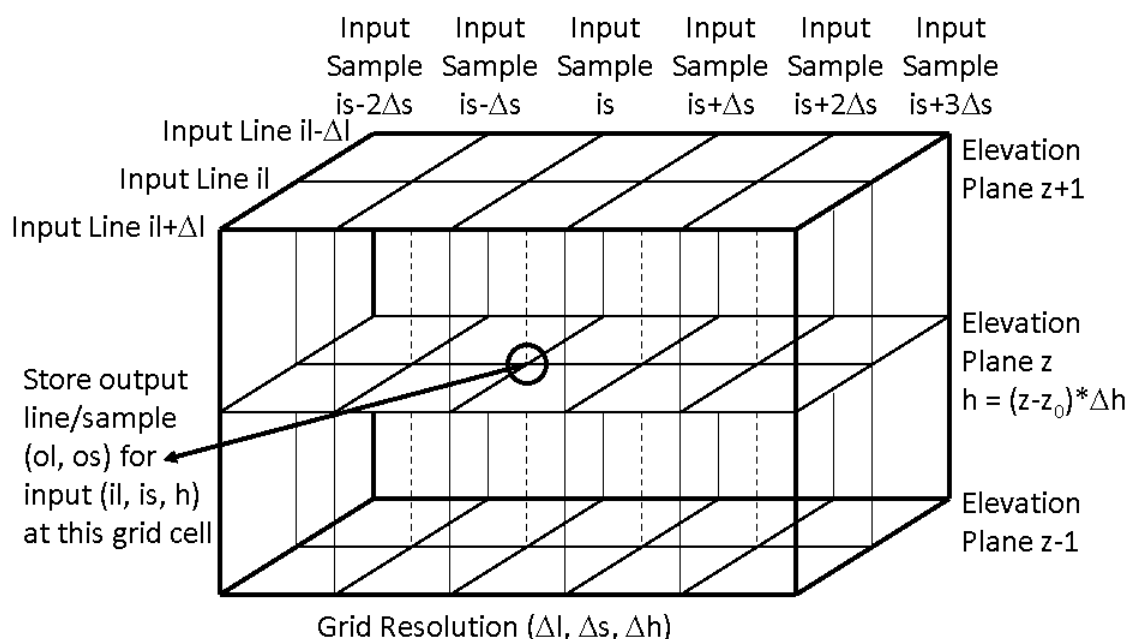 Input Input Input Input Input Input
Sample Sample Sample Sample Sample Sample
is-2Δs is-Δs is is+Δs is+2Δs is+3Δs
Input Line il-Δl
Input Line il
Input Line il+Δl
Elevation
Plane z+1
Elevation
Plane z
h = (z-z₀)*Δh
Store output
line/sample
(ol, os) for
input (il, is, h)
at this grid cell
Elevation
Plane z-1
Grid Resolution (Δl, Δs, Δh)